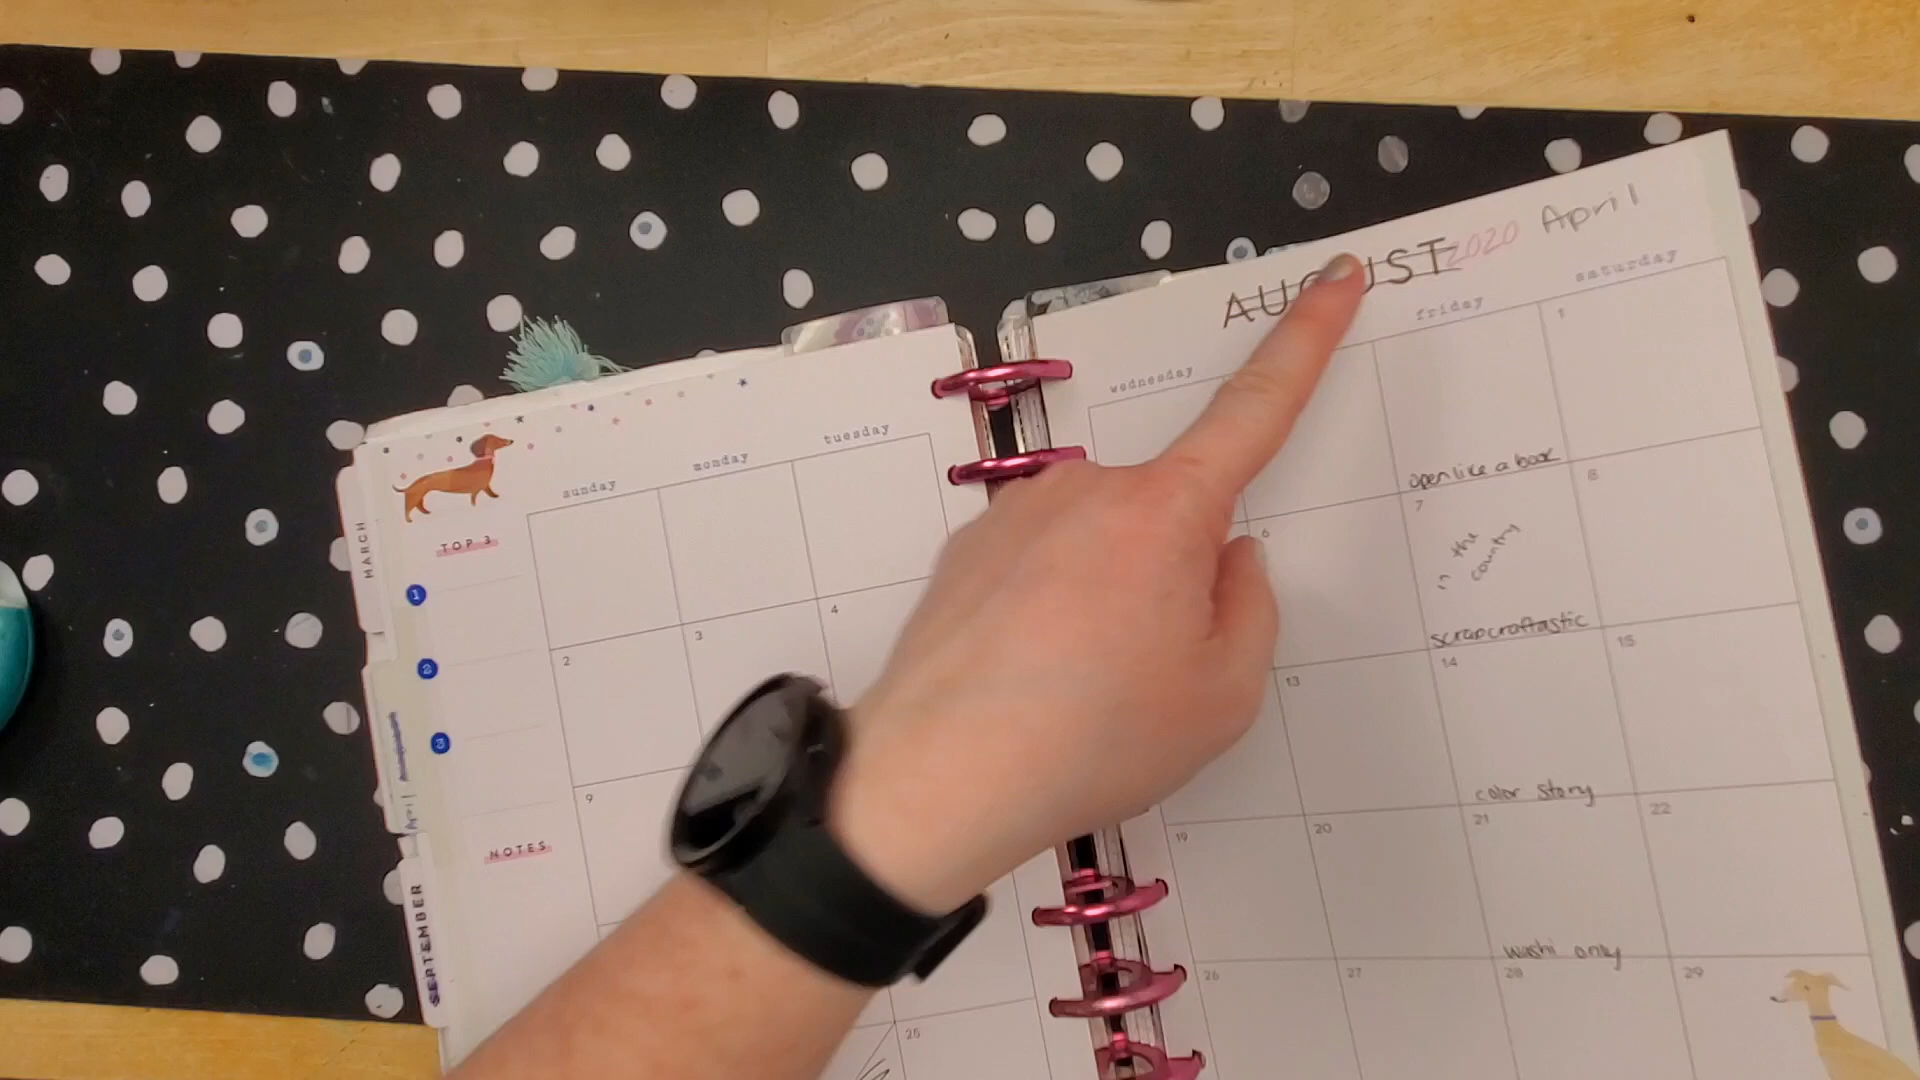 AUGUST 2020 April
sunday monday tuesday
wednesday friday saturday
TOP 3
1
2
3
NOTES
MARCH
April
SEPTEMBER
1
open like a book
2 3 4 6 7 8
in the
country
scrapcraftastic
9 13 14 15
color story
19 20 21 22
washi only
25 26 27 28 29